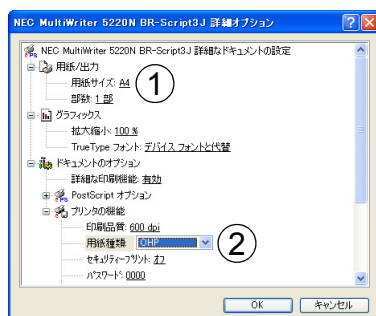 NEC MultiWriter 5220N BR-Script3J 詳細オプション
NEC MultiWriter 5220N BR-Script3J 詳細なドキュメントの設定
用紙/出力
用紙サイズ: A4
1
部数: 1 部
グラフィックス
拡大縮小: 100 %
TrueType フォント: デバイス フォントと代替
ドキュメントのオプション
詳細な印刷機能: 有効
PostScript オプション
プリンタの機能
印刷品質: 600 dpi
用紙種類: OHP
2
セキュリティープリント: オフ
パスワード: 0000
OK キャンセル